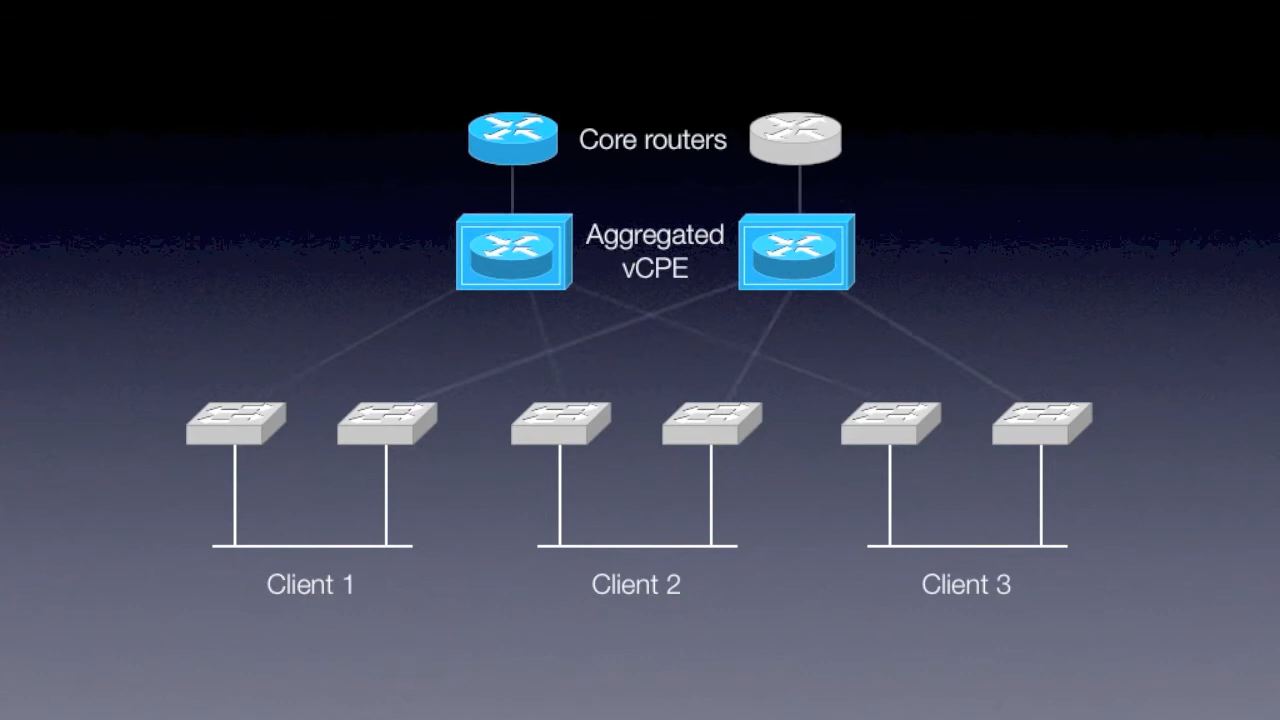 Core routers
Aggregated
vCPE
Client 1
Client 2
Client 3